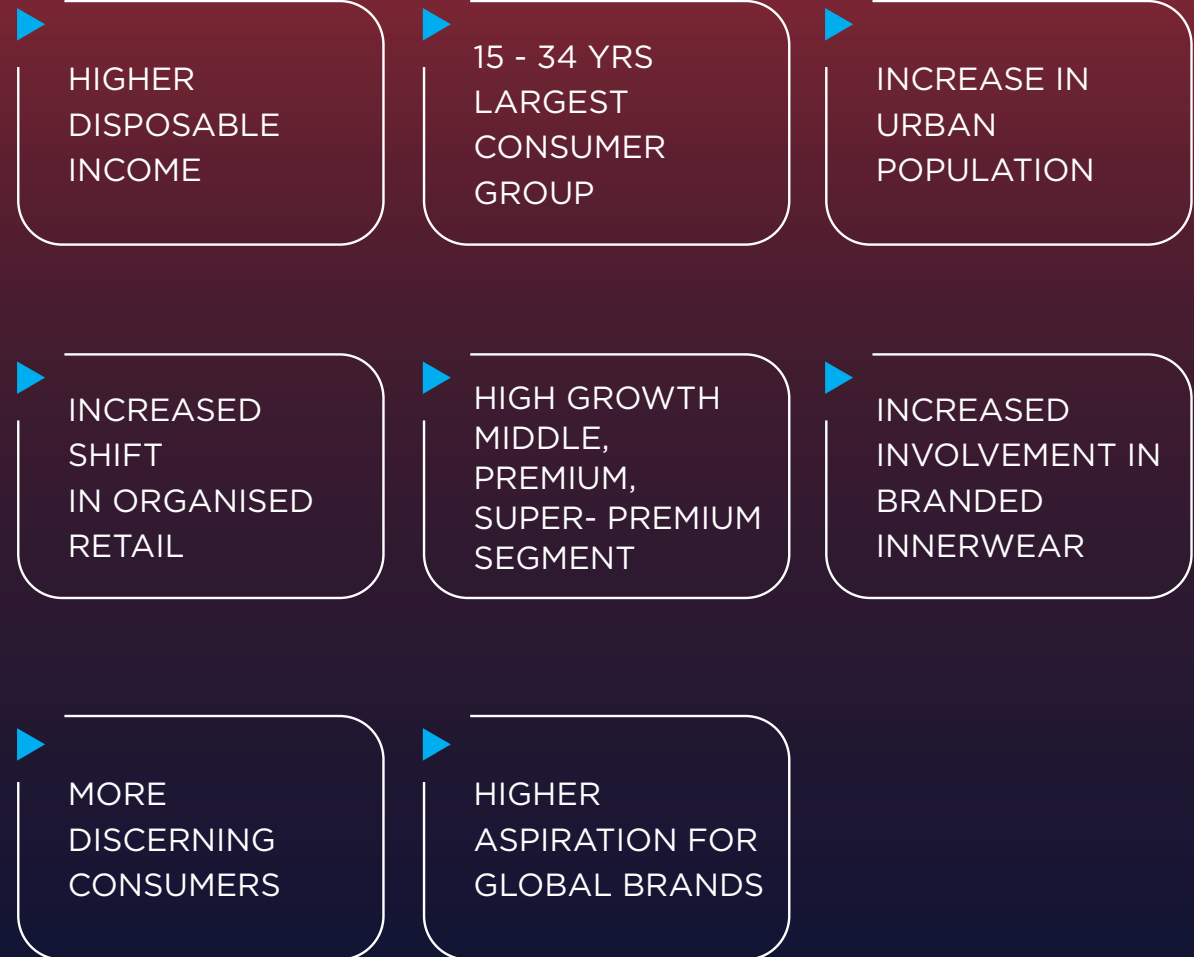 HIGHER
DISPOSABLE
INCOME
15 - 34 YRS
LARGEST
CONSUMER
GROUP
INCREASE IN
URBAN
POPULATION
INCREASED
SHIFT
IN ORGANISED
RETAIL
HIGH GROWTH
MIDDLE,
PREMIUM,
SUPER- PREMIUM
SEGMENT
INCREASED
INVOLVEMENT IN
BRANDED
INNERWEAR
MORE
DISCERNING
CONSUMERS
HIGHER
ASPIRATION FOR
GLOBAL BRANDS